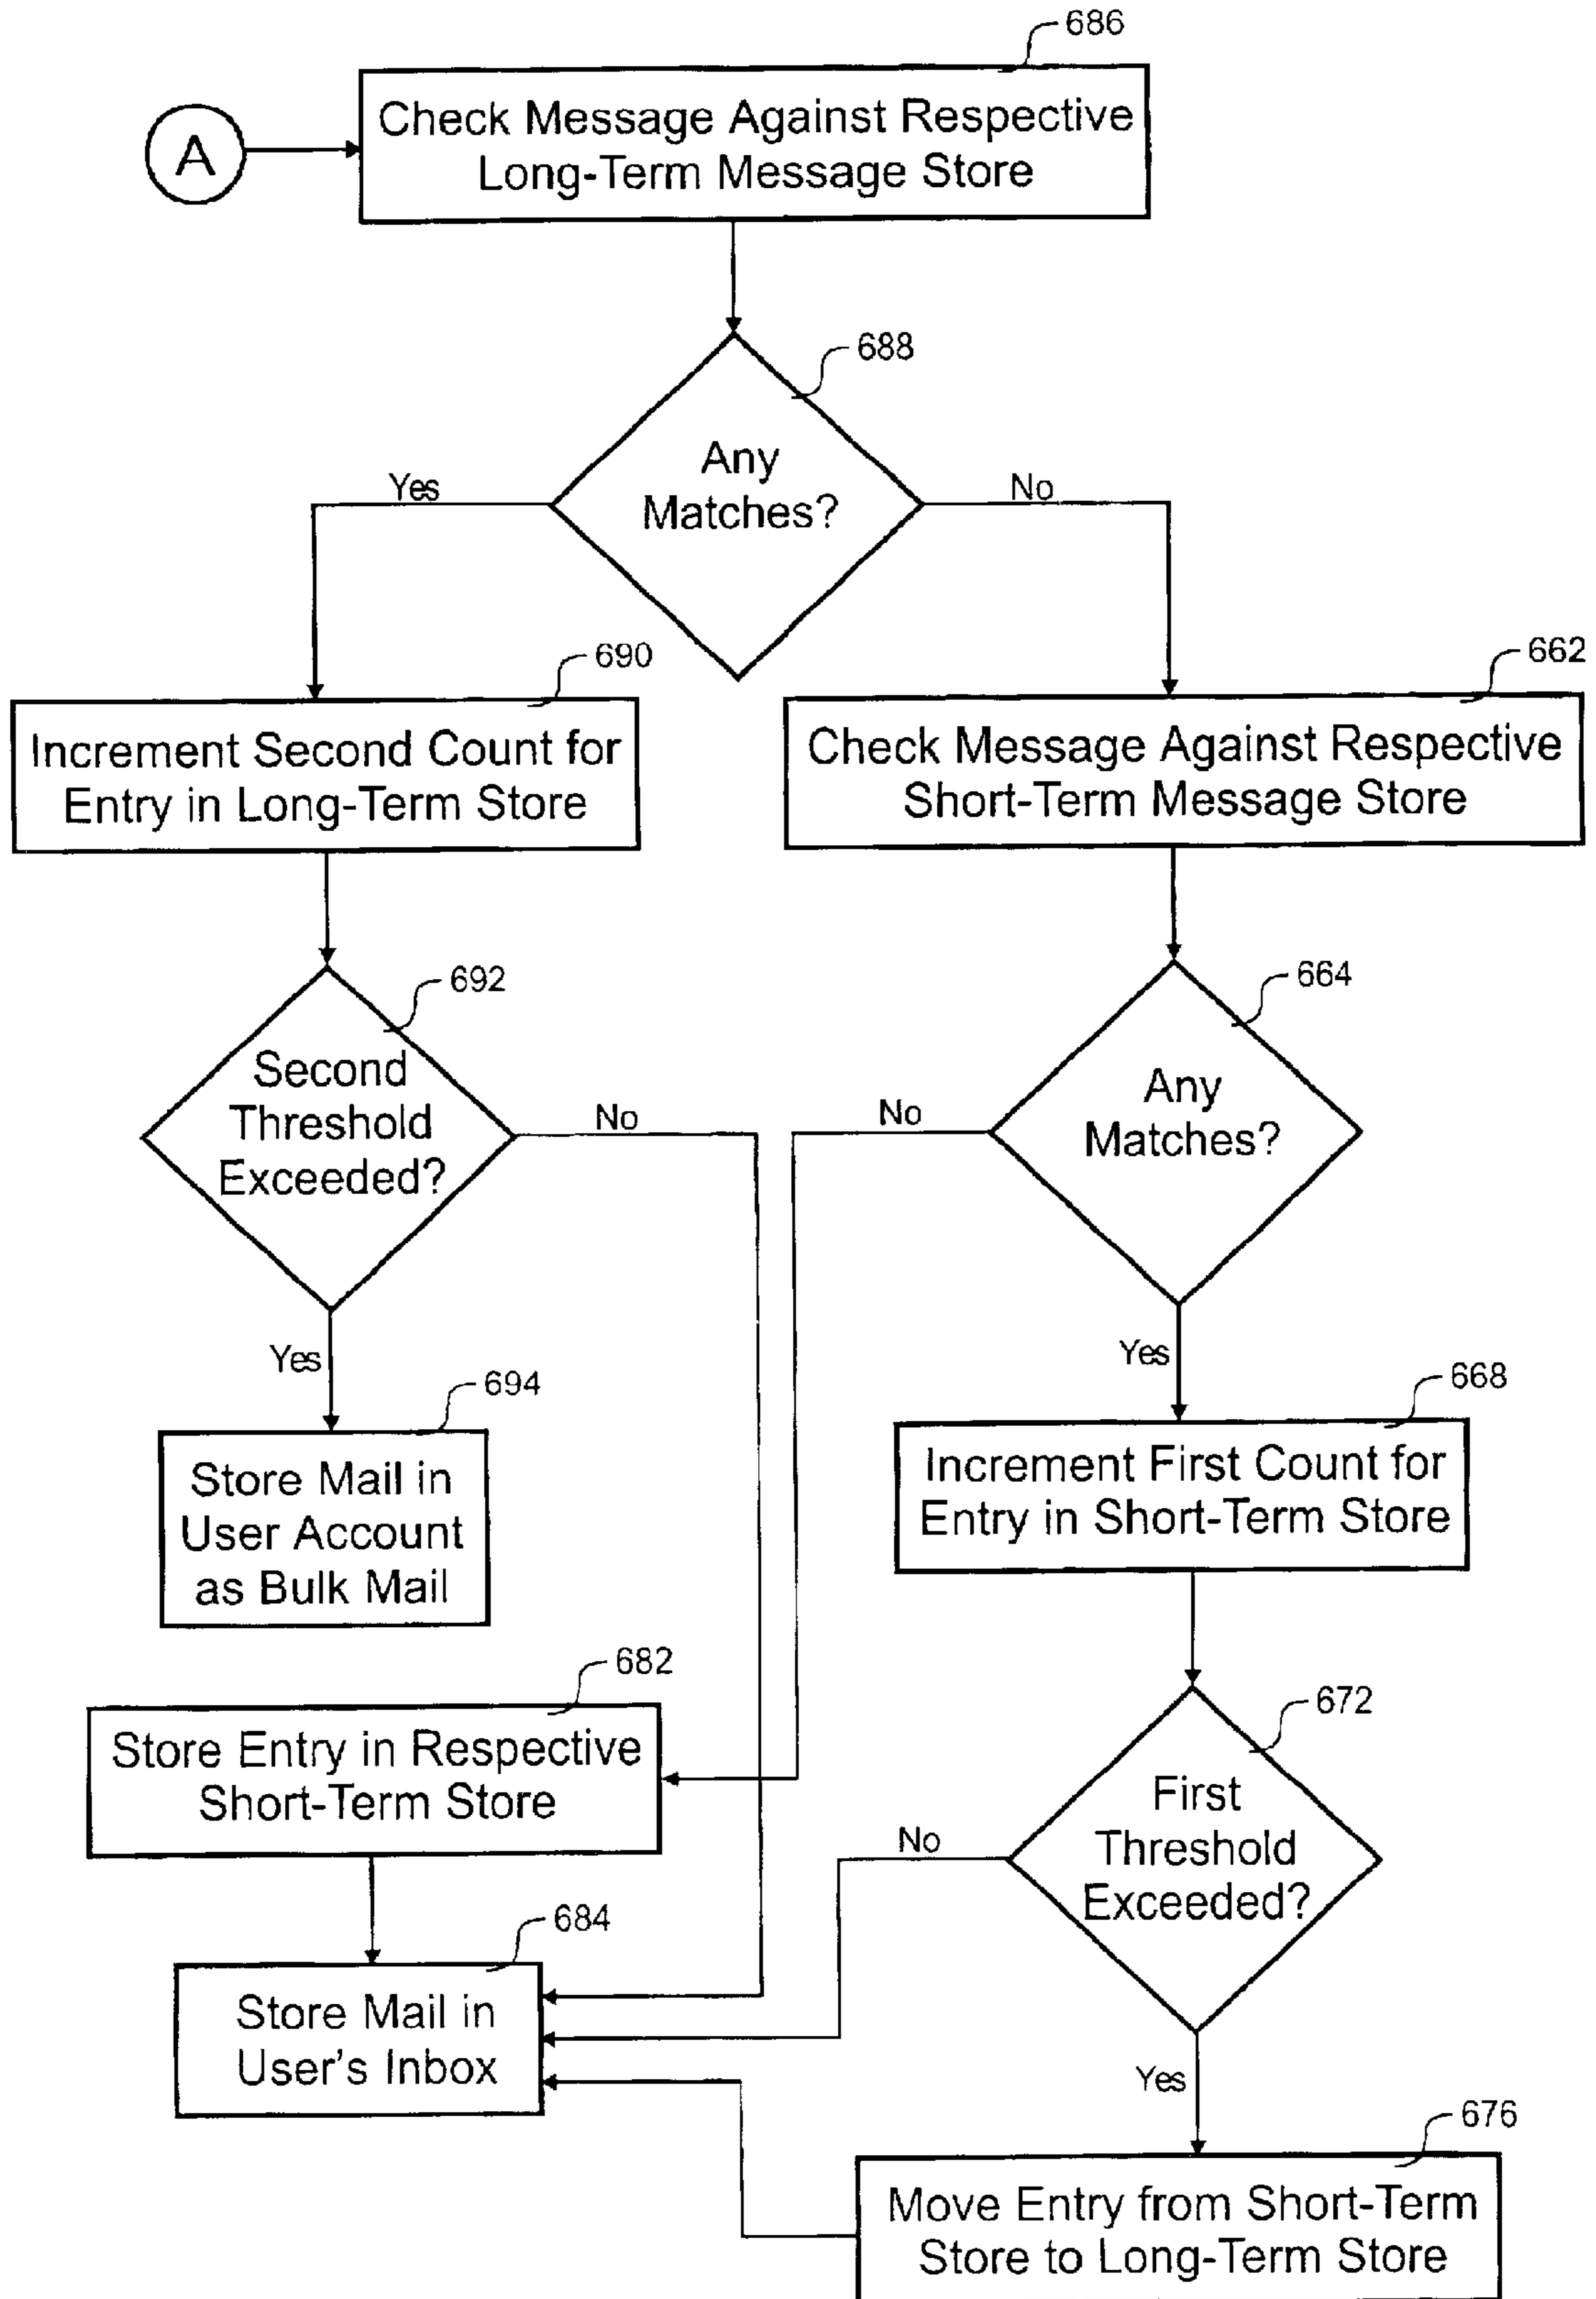 686
A
Check Message Against Respective
Long-Term Message Store
688
Any
Matches?
Yes
No
690
Increment Second Count for
Entry in Long-Term Store
662
Check Message Against Respective
Short-Term Message Store
692
Second
Threshold
Exceeded?
No
664
Any
Matches?
No
Yes
Yes
694
Store Mail in
User Account
as Bulk Mail
668
Increment First Count for
Entry in Short-Term Store
682
Store Entry in Respective
Short-Term Store
672
First
Threshold
Exceeded?
No
684
Store Mail in
User's Inbox
Yes
676
Move Entry from Short-Term
Store to Long-Term Store